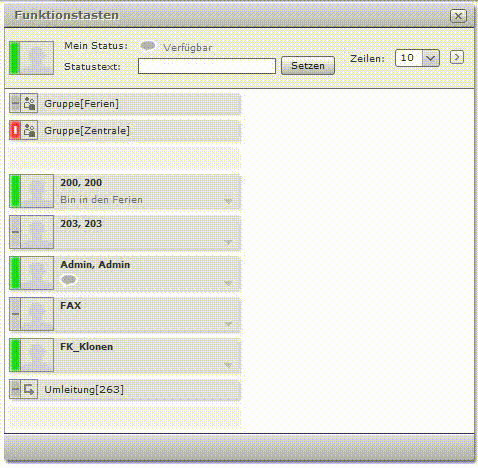 Funktionstasten
Mein Status: Verfügbar
Statustext: Setzen
Zeilen: 10
Gruppe[Ferien]
Gruppe[Zentrale]
200, 200
Bin in den Ferien
203, 203
Admin, Admin
FAX
FK_Klonen
Umleitung[263]